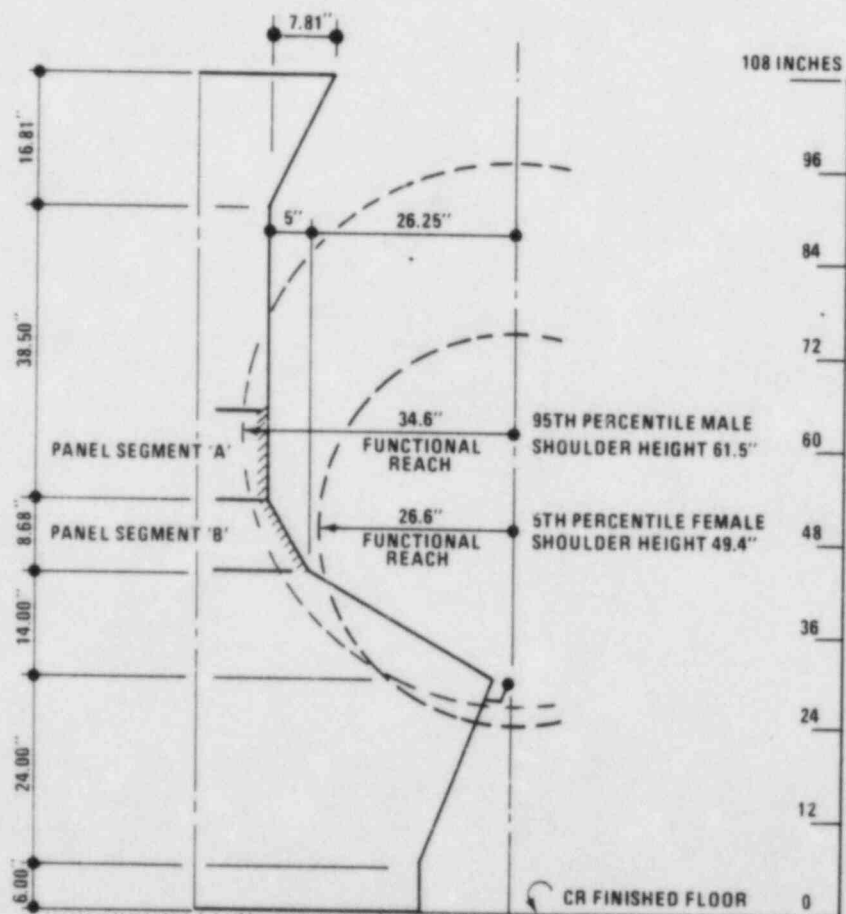 7.81"
108 INCHES
16.81"
96
5"
26.25"
84
38.50"
72
34.6"
FUNCTIONAL
REACH
95TH PERCENTILE MALE
SHOULDER HEIGHT 61.5"
60
PANEL SEGMENT 'A'
8.68"
PANEL SEGMENT 'B'
26.6"
FUNCTIONAL
REACH
5TH PERCENTILE FEMALE
SHOULDER HEIGHT 49.4"
48
14.00"
36
24.00"
24
12
6.00"
CR FINISHED FLOOR
0